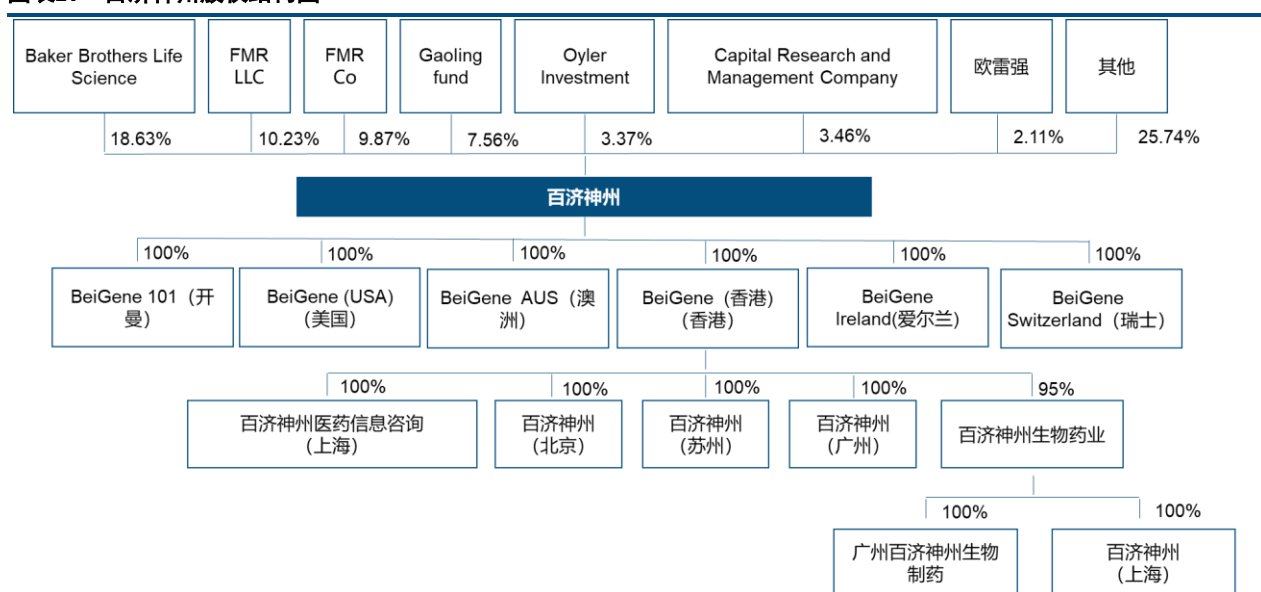 Baker Brothers Life
Science
FMR
LLC
FMR
Co
Gaoling
fund
Oyler
Investment
Capital Research and
Management Company
欧雷强
其他
18.63%
10.23%
9.87%
7.56%
3.37%
3.46%
2.11%
25.74%
百济神州
100%
100%
100%
100%
100%
100%
BeiGene 101（开
曼）
BeiGene (USA)
(美国)
BeiGene AUS（澳
洲）
BeiGene (香港)
(香港)
BeiGene
Ireland(爱尔兰)
BeiGene
Switzerland（瑞士）
100%
100%
100%
100%
95%
百济神州医药信息咨询
(上海)
百济神州
(北京)
百济神州
(苏州)
百济神州
(广州)
百济神州生物药业
100%
100%
广州百济神州生物
制药
百济神州
(上海)